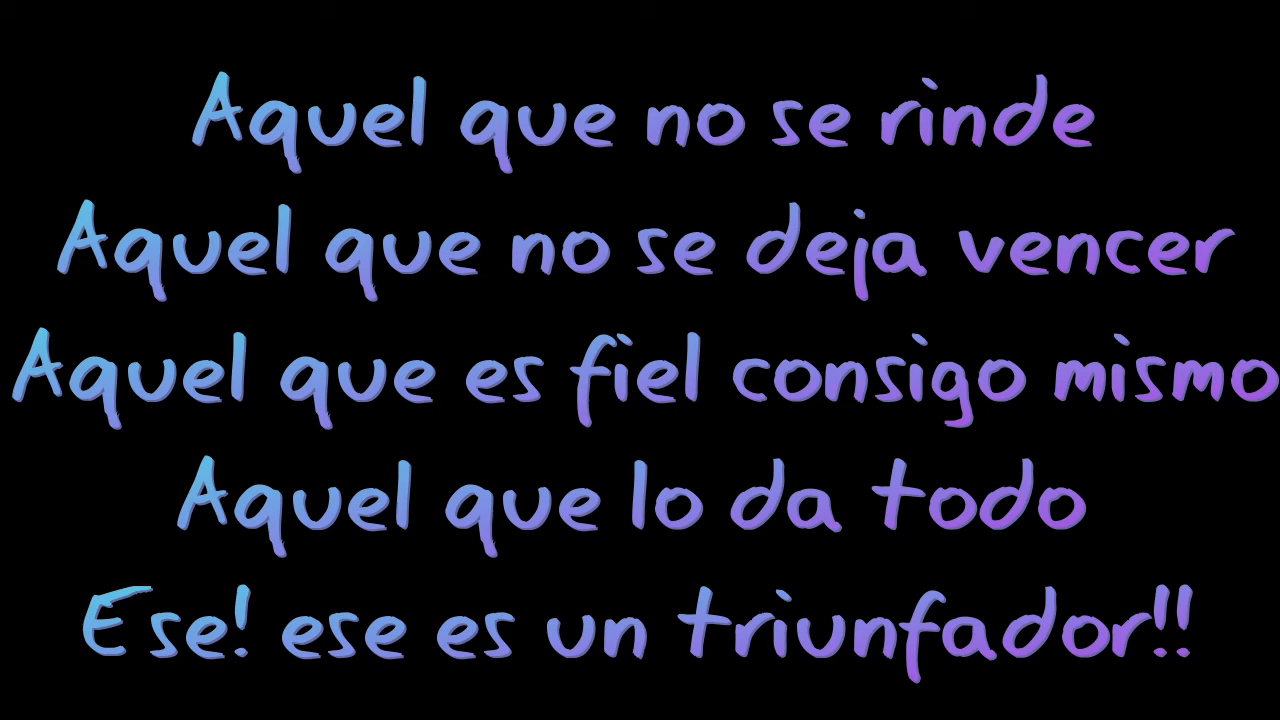 Aquel que no se rinde
Aquel que no se deja vencer
Aquel que es fiel consigo mismo
Aquel que lo da todo
Ese! ese es un triunfador!!